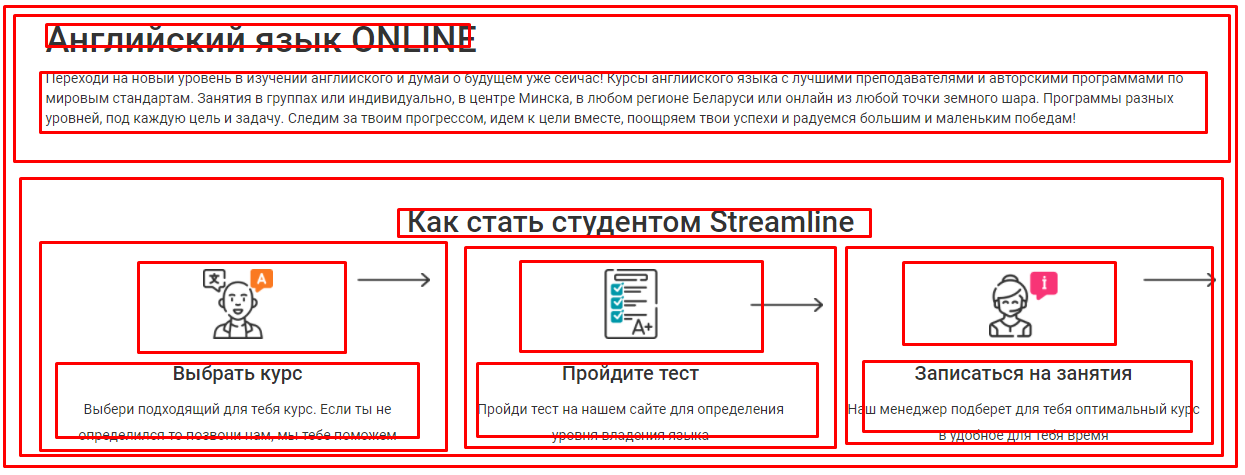 Английский язык ONLINE
Переходи на новый уровень в изучении английского и думай о будущем уже сейчас! Курсы английского языка с лучшими преподавателями и авторскими программами по
мировым стандартам. Занятия в группах или индивидуально, в центре Минска, в любом регионе Беларуси или онлайн из любой точки земного шара. Программы разных
уровней, под каждую цель и задачу. Следим за твоим прогрессом, идем к цели вместе, поощряем твои успехи и радуемся большим и маленьким победам!
Как стать студентом Streamline
文 A
A+
i
Выбрать курс
Пройдите тест
Записаться на занятия
Выбери подходящий для тебя курс. Если ты не
определился то позвони нам, мы тебе поможем
Пройди тест на нашем сайте для определения
уровня владения языка
Наш менеджер подберет для тебя оптимальный курс
в удобное для тебя время